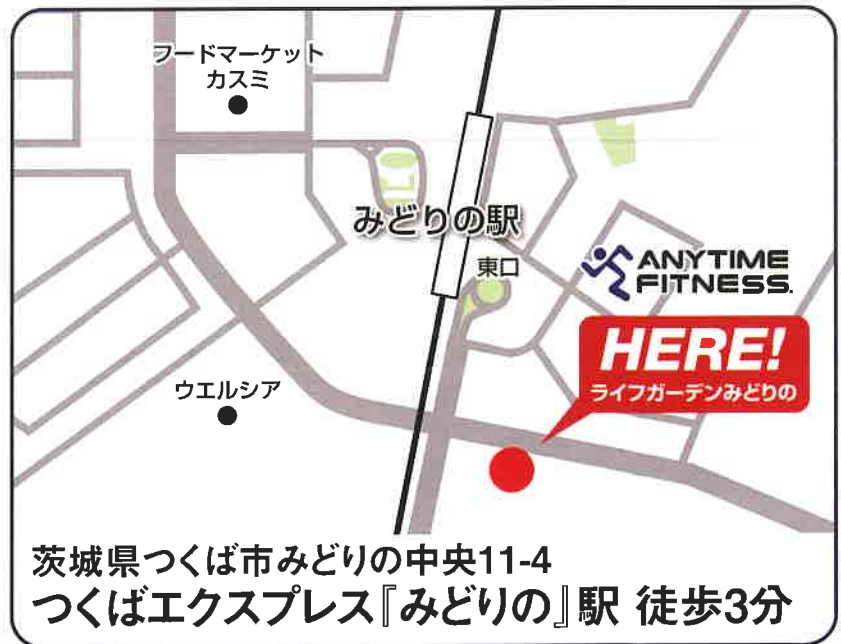 フードマーケット
カスミ
みどりの駅
東口
ANYTIME
FITNESS.
HERE!
ライフガーデンみどりの
ウエルシア
茨城県つくば市みどりの中央11-4
つくばエクスプレス『みどりの』駅 徒歩3分